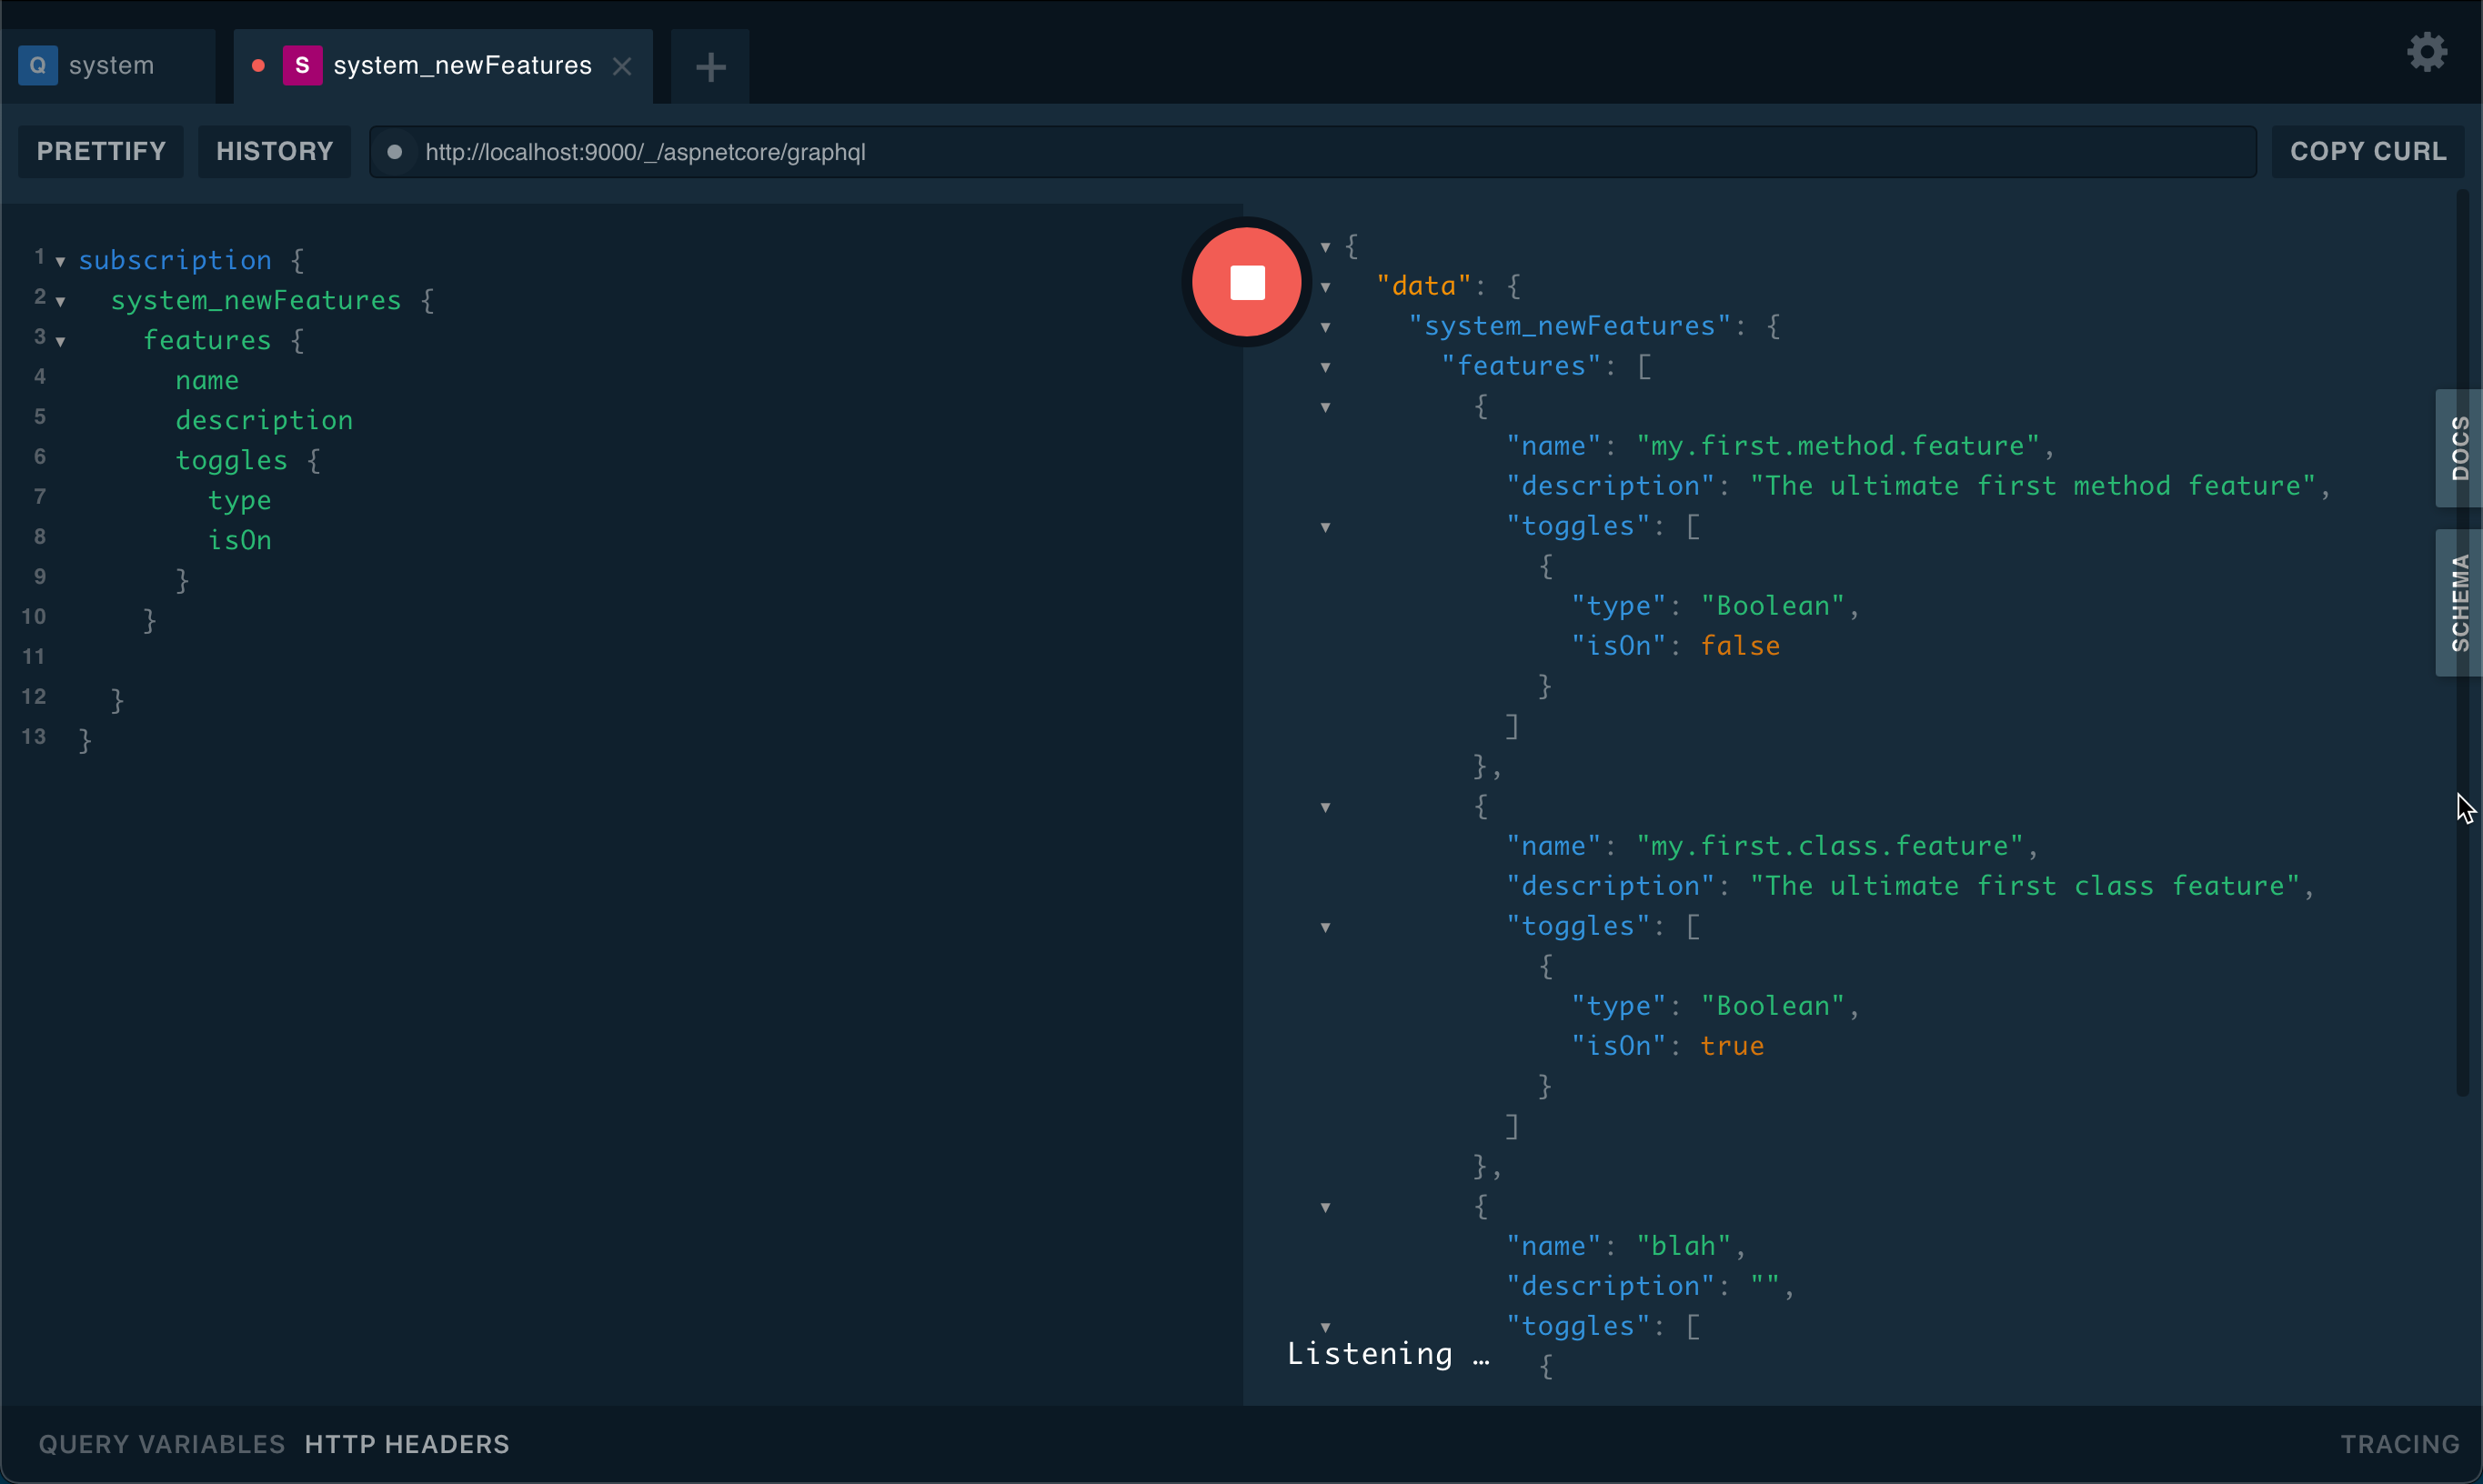 Q system
S system_newFeatures
PRETTIFY
HISTORY
http://localhost:9000/_/aspnetcore/graphql
COPY CURL
1 subscription {
2 system_newFeatures {
3 features {
4 name
5 description
6 toggles {
7 type
8 isOn
9 }
10 }
11
12 }
13 }
{
"data": {
"system_newFeatures": {
"features": [
{
"name": "my.first.method.feature",
"description": "The ultimate first method feature",
"toggles": [
{
"type": "Boolean",
"isOn": false
}
]
},
{
"name": "my.first.class.feature",
"description": "The ultimate first class feature",
"toggles": [
{
"type": "Boolean",
"isOn": true
}
]
},
{
"name": "blah",
"description": "",
"toggles": [
{
Listening …
DOCS
SCHEMA
QUERY VARIABLES
HTTP HEADERS
TRACING